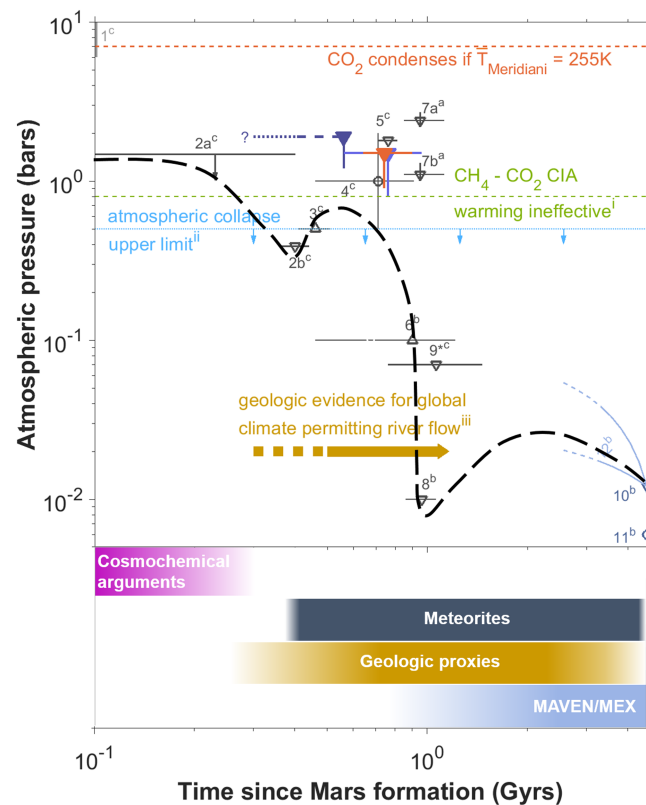 10¹
1ᶜ
CO₂ condenses if T̅Meridiani = 255K
7aᵃ
5ᶜ
2aᶜ
?
7bᵃ
10⁰
4ᶜ
CH₄ - CO₂ CIA
warming ineffectiveⁱ
atmospheric collapse
upper limitⁱⁱ
3ᶜ
2bᶜ
6ᵇ
10⁻¹
9*ᶜ
geologic evidence for global
climate permitting river flowⁱⁱⁱ
8ᵇ
10⁻²
10ᵇ
11ᵇ
Atmospheric pressure (bars)
Cosmochemical
arguments
Meteorites
Geologic proxies
MAVEN/MEX
10⁻¹
10⁰
Time since Mars formation (Gyrs)